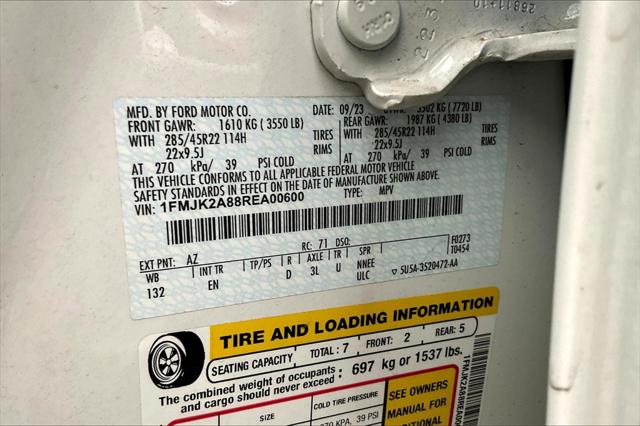 MFD. BY FORD MOTOR CO.
DATE: 09/23
3502 KG (7720 LB)
FRONT GAWR: 1610 KG (3550 LB)
REAR GAWR: 1987 KG (4380 LB)
WITH 285/45R22 114H TIRES
WITH 285/45R22 114H TIRES
22x9.5J RIMS
22x9.5J RIMS
AT 270 kPa/ 39 PSI COLD
AT 270 kPa/ 39 PSI COLD
THIS VEHICLE CONFORMS TO ALL APPLICABLE FEDERAL MOTOR VEHICLE
SAFETY STANDARDS IN EFFECT ON THE DATE OF MANUFACTURE SHOWN ABOVE.
VIN: 1FMJK2A88REA00600 TYPE: MPV
EXT PNT: AZ RC: 71 DSO: F0273
T0454
WB INT TR TP/PS R AXLE TR SPR
132 EN D 3L U NNEE
ULC 5U5A-3520472-AA
TIRE AND LOADING INFORMATION
SEATING CAPACITY TOTAL: 7 FRONT: 2 REAR: 5
The combined weight of occupants
and cargo should never exceed: 697 kg or 1537 lbs.
SIZE COLD TIRE PRESSURE
39 PSI
SEE OWNERS
MANUAL FOR